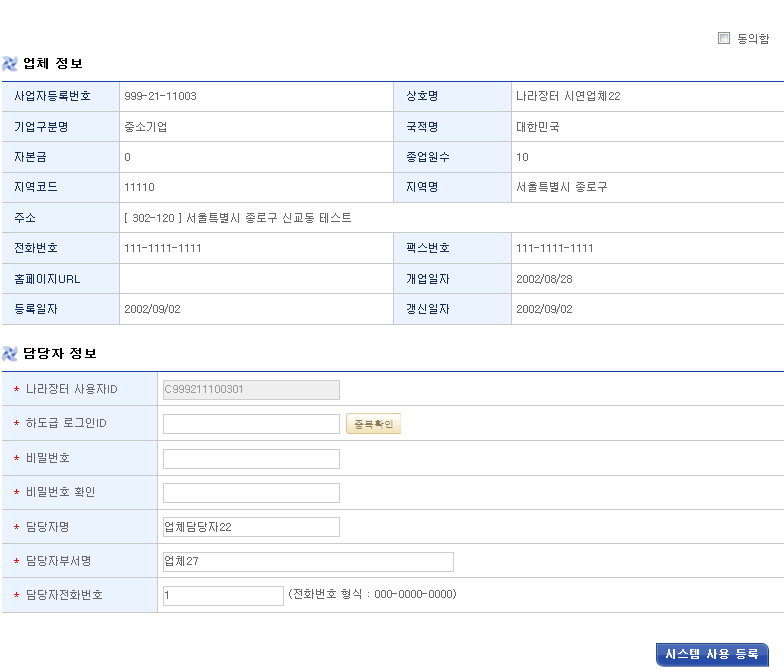 동의함
업체 정보
사업자등록번호 999-21-11003 상호명 나라장터 시연업체22
기업구분명 중소기업 국적명 대한민국
자본금 0 종업원수 10
지역코드 11110 지역명 서울특별시 종로구
주소 [ 302-120 ] 서울특별시 종로구 신교동 테스트
전화번호 111-1111-1111 팩스번호 111-1111-1111
홈페이지URL 개업일자 2002/08/28
등록일자 2002/09/02 갱신일자 2002/09/02
담당자 정보
* 나라장터 사용자ID C999211100301
* 하도급 로그인ID 중복확인
* 비밀번호
* 비밀번호 확인
* 담당자명 업체담당자22
* 담당자부서명 업체27
* 담당자전화번호 1 (전화번호 형식 : 000-0000-0000)
시스템 사용 등록